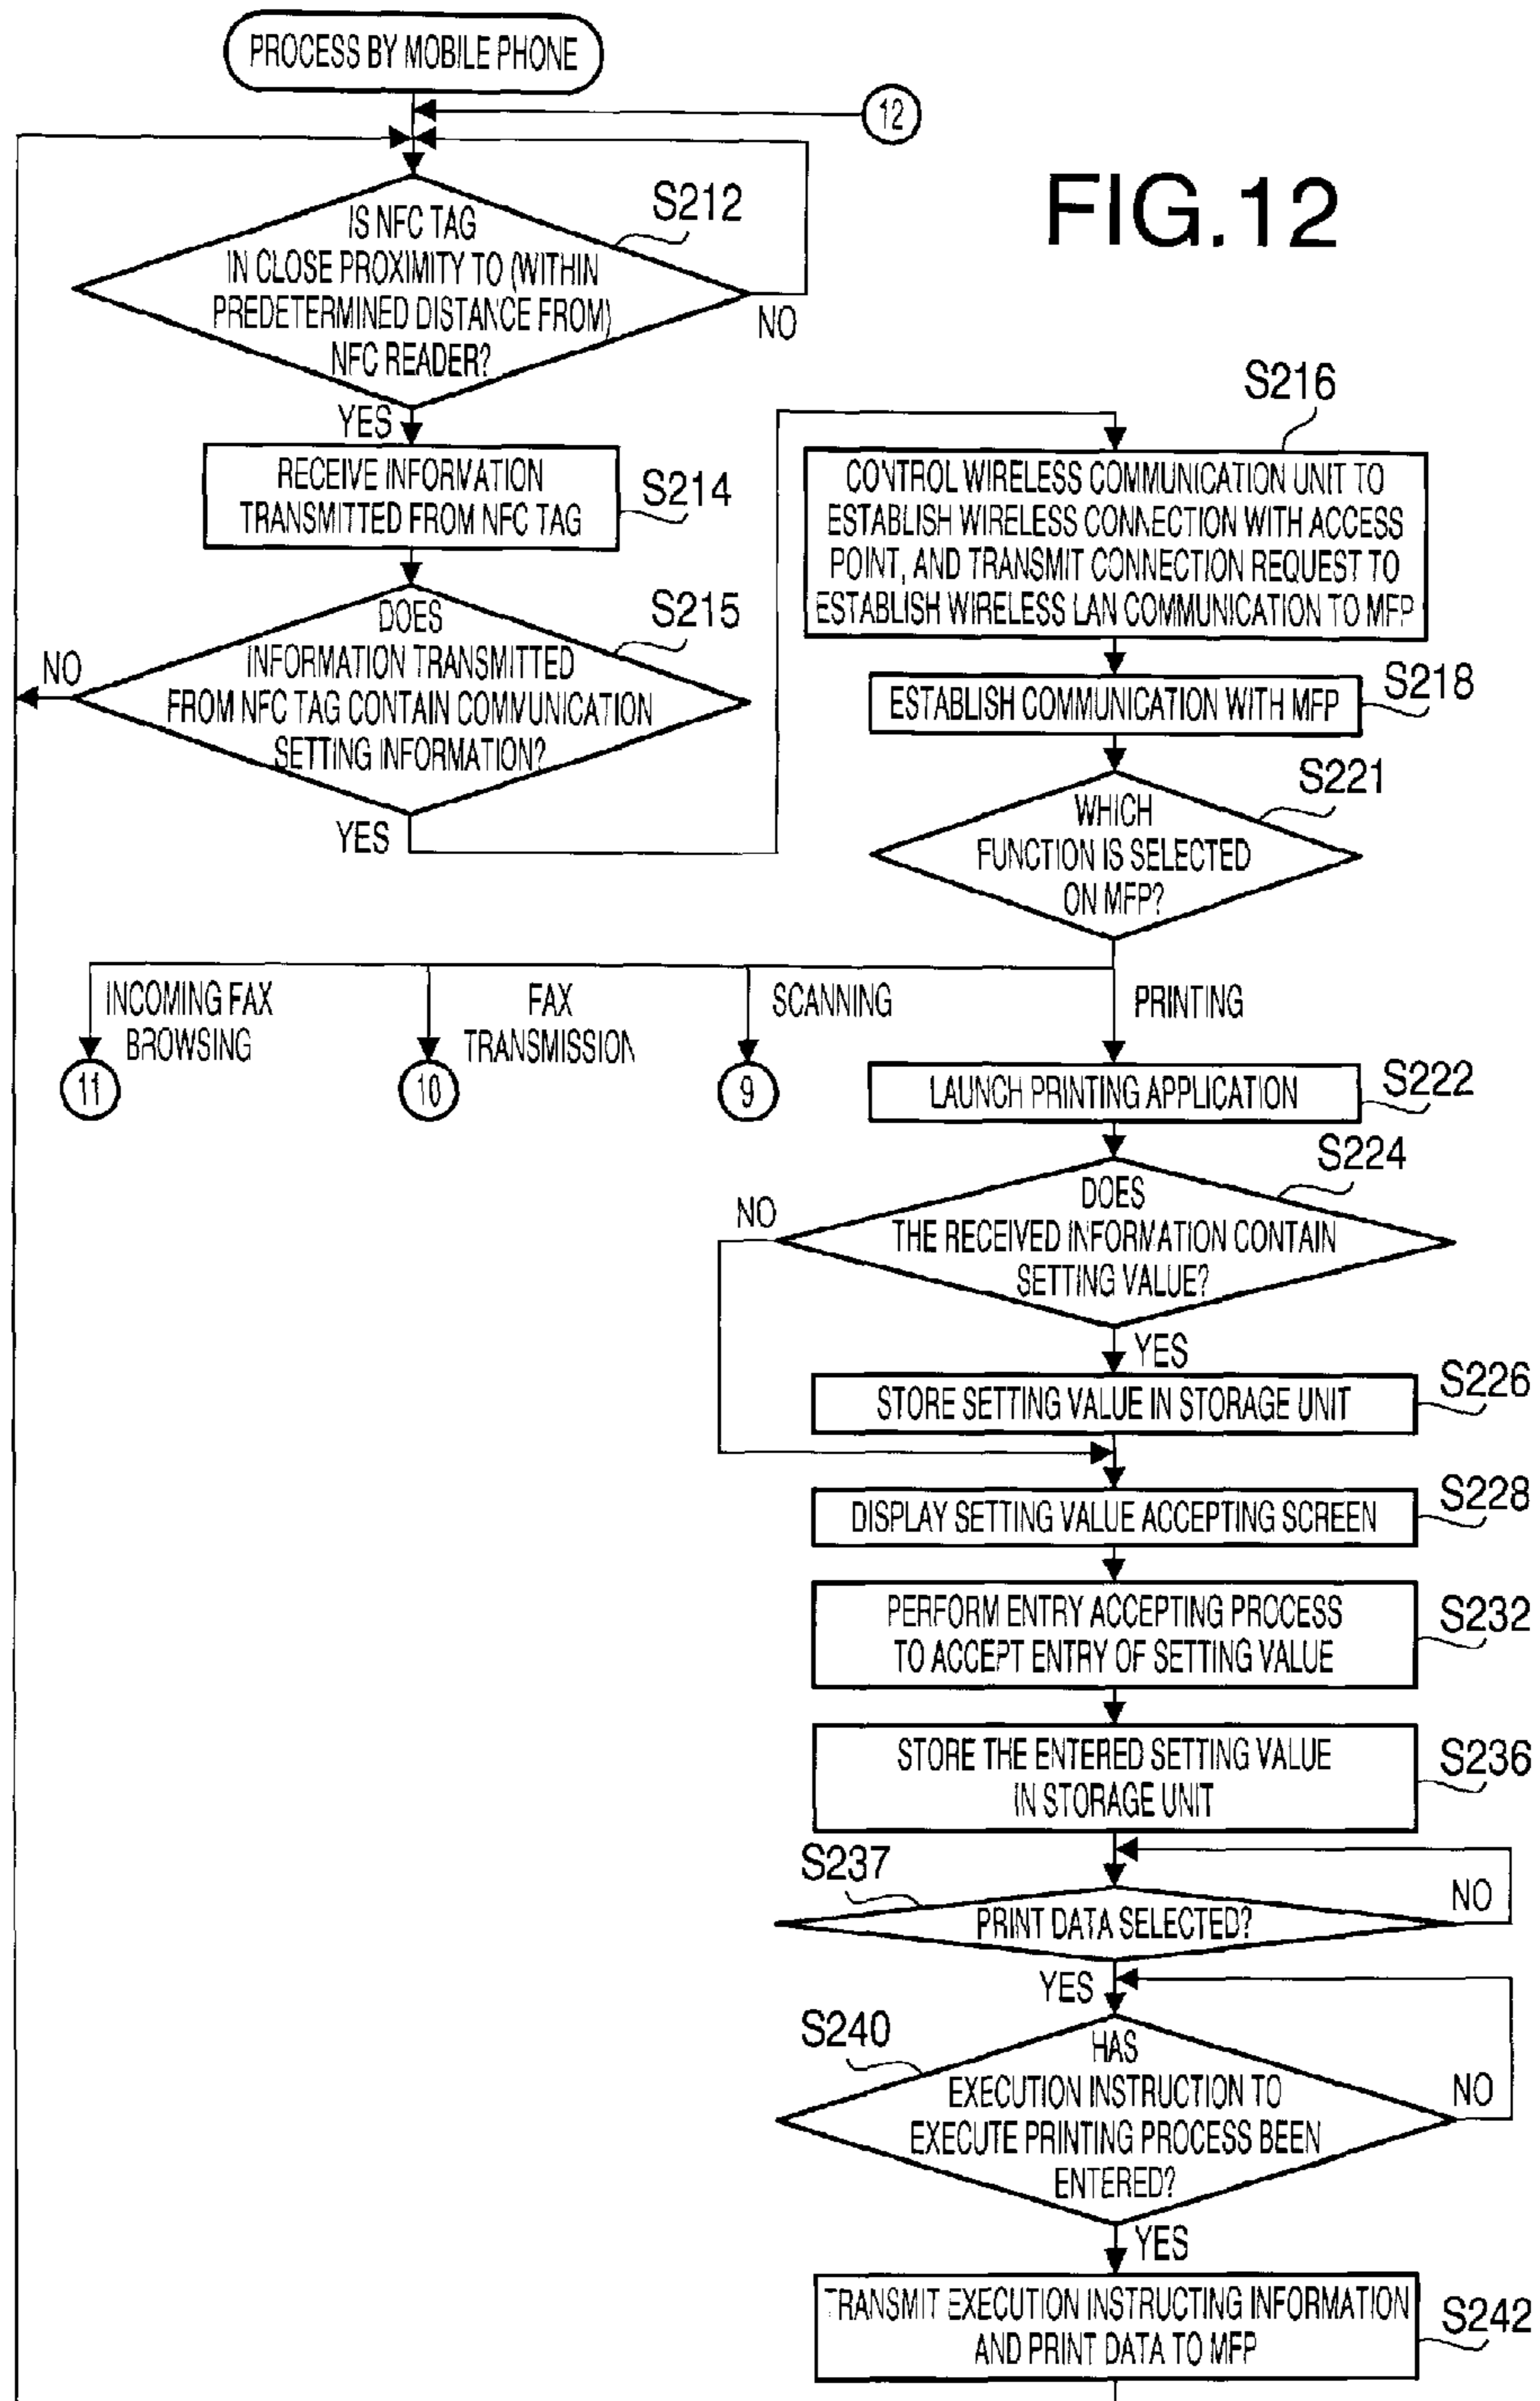 PROCESS BY MOBILE PHONE
12
FIG.12
S212
IS NFC TAG
IN CLOSE PROXIMITY TO (WITHIN
PREDETERMINED DISTANCE FROM)
NFC READER?
NO
YES
S214
RECEIVE INFORMATION
TRANSMITTED FROM NFC TAG
S215
DOES
INFORMATION TRANSMITTED
FROM NFC TAG CONTAIN COMMUNICATION
SETTING INFORMATION?
NO
YES
S216
CONTROL WIRELESS COMMUNICATION UNIT TO
ESTABLISH WIRELESS CONNECTION WITH ACCESS
POINT, AND TRANSMIT CONNECTION REQUEST TO
ESTABLISH WIRELESS LAN COMMUNICATION TO MFP
S218
ESTABLISH COMMUNICATION WITH MFP
S221
WHICH
FUNCTION IS SELECTED
ON MFP?
INCOMING FAX
BROWSING
11
FAX
TRANSMISSION
10
SCANNING
9
PRINTING
LAUNCH PRINTING APPLICATION
S222
S224
DOES
THE RECEIVED INFORMATION CONTAIN
SETTING VALUE?
NO
YES
STORE SETTING VALUE IN STORAGE UNIT
S226
DISPLAY SETTING VALUE ACCEPTING SCREEN
S228
PERFORM ENTRY ACCEPTING PROCESS
TO ACCEPT ENTRY OF SETTING VALUE
S232
STORE THE ENTERED SETTING VALUE
IN STORAGE UNIT
S236
S237
PRINT DATA SELECTED?
NO
YES
S240
HAS
EXECUTION INSTRUCTION TO
EXECUTE PRINTING PROCESS BEEN
ENTERED?
NO
YES
TRANSMIT EXECUTION INSTRUCTING INFORMATION
AND PRINT DATA TO MFP
S242